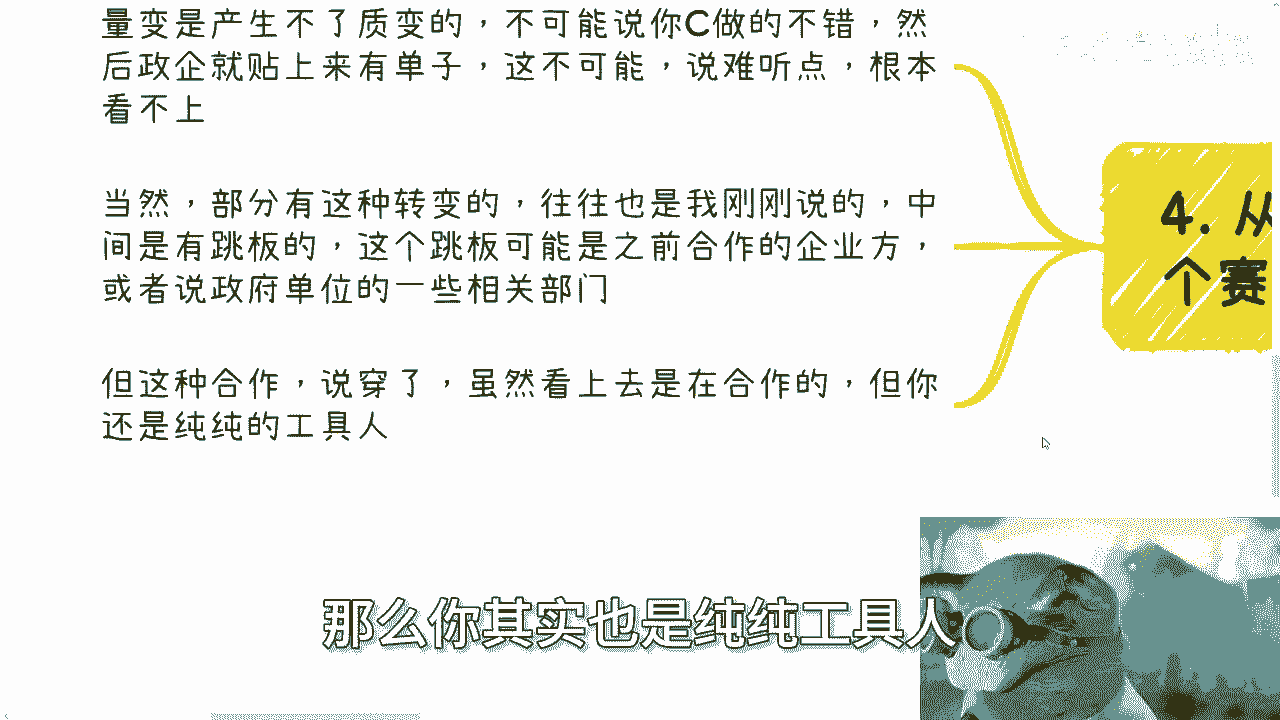 量变是产生不了质变的，不可能说你C做的不错，然
后政企就贴上来有单子，这不可能，说难听点，根本
看不上
当然，部分有这种转变的，往往也是我刚刚说的，中
间是有跳板的，这个跳板可能是之前合作的企业方，
或者说政府单位的一些相关部门
但这种合作，说穿了，虽然看上去是在合作的，但你
还是纯纯的工具人
4. 从
个赛
那么你其实也是纯纯工具人